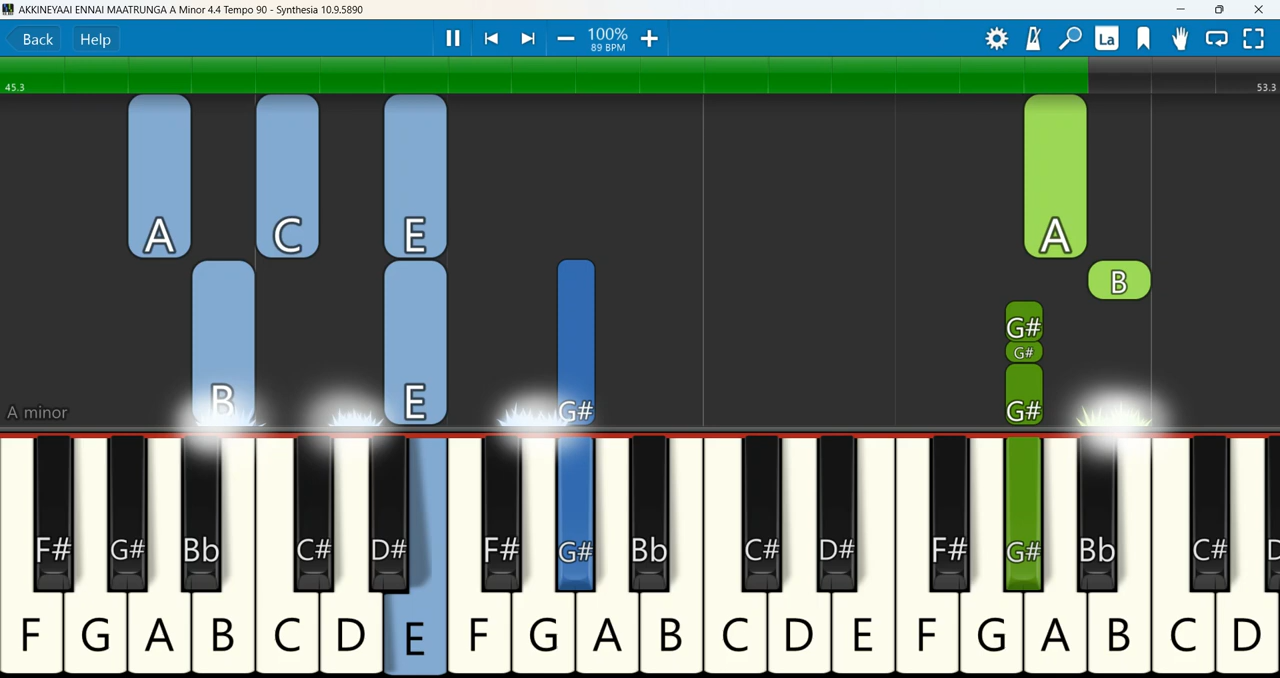 AKKINEYAAI ENNAI MAATRUNGA A Minor 4.4 Tempo 90 - Synthesia 10.9.5890
Back Help 100% La
89 BPM
45.3 53.3
A C E A
B
G#
G#
B E G# G#
A minor
F# G# Bb C# D# F# G# Bb C# D# F# G# Bb C#
F G A B C D E F G A B C D E F G A B C D